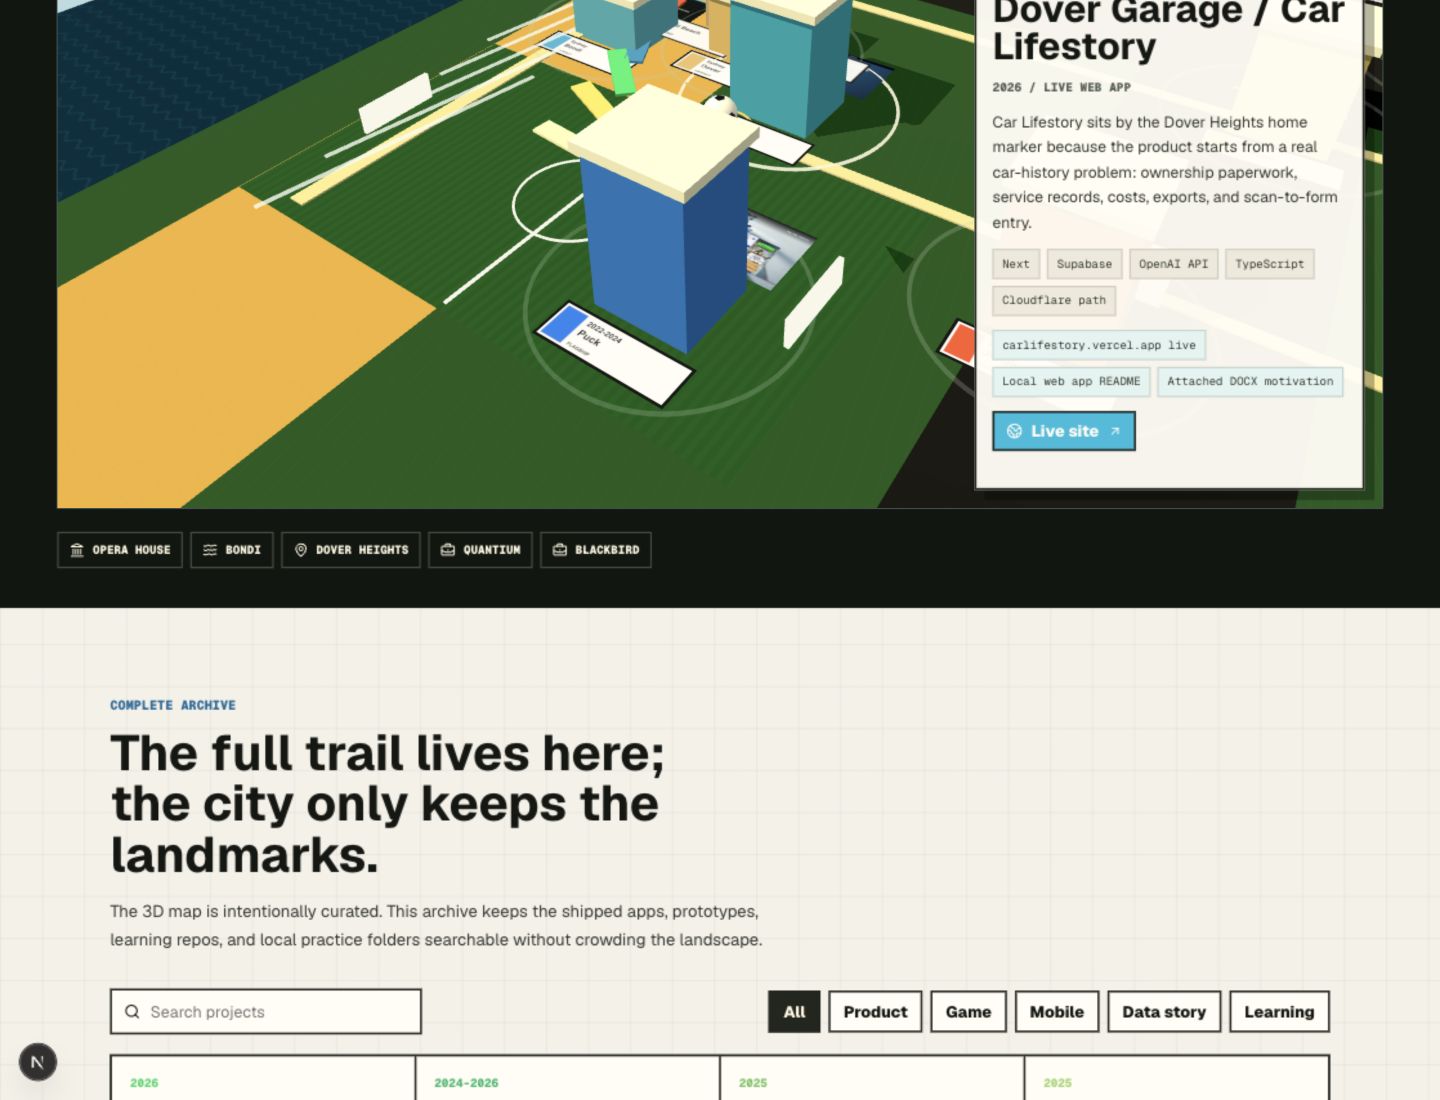 Dover Garage / Car
Lifestory
2026 / LIVE WEB APP
Car Lifestory sits by the Dover Heights home
marker because the product starts from a real
car-history problem: ownership paperwork,
service records, costs, exports, and scan-to-form
entry.
Next
Supabase
OpenAI API
TypeScript
Cloudflare path
carlifestory.vercel.app live
Local web app README
Attached DOCX motivation
Live site
Bondi
Beach
Dover
2022-2024
Puck
FLAGSHIP
OPERA HOUSE
BONDI
DOVER HEIGHTS
QUANTIUM
BLACKBIRD
COMPLETE ARCHIVE
The full trail lives here;
the city only keeps the
landmarks.
The 3D map is intentionally curated. This archive keeps the shipped apps, prototypes,
learning repos, and local practice folders searchable without crowding the landscape.
Search projects
All
Product
Game
Mobile
Data story
Learning
N
2026
2024-2026
2025
2025